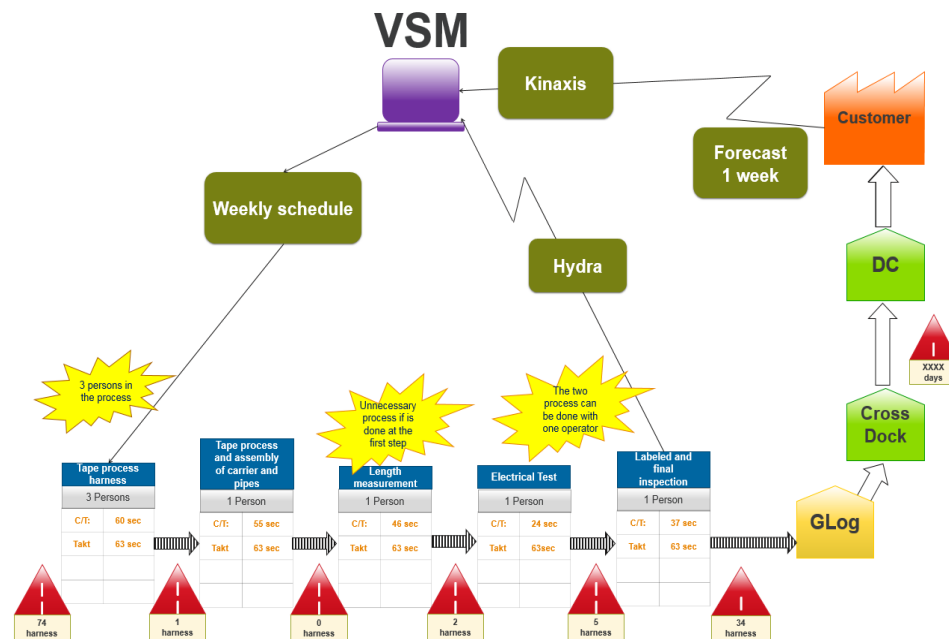 VSM
Kinaxis
Customer
Forecast
1 week
Weekly schedule
DC
Hydra
I
XXXX
days
3 persons in
the process
Unnecessary
process if is
done at the
first step
The two
process can
be done with
one operator
Cross
Dock
Tape process
harness
3 Persons
C/T: 60 sec
Takt 63 sec
Tape process
and assembly
of carrier and
pipes
1 Person
C/T: 55 sec
Takt 63 sec
Length
measurement
1 Person
C/T: 46 sec
Takt 63 sec
Electrical Test
1 Person
C/T: 24 sec
Takt 63sec
Labeled and
final
inspection
1 Person
C/T: 37 sec
Takt 63 sec
GLog
I
74
harness
I
1
harness
I
0
harness
I
2
harness
I
5
harness
I
34
harness